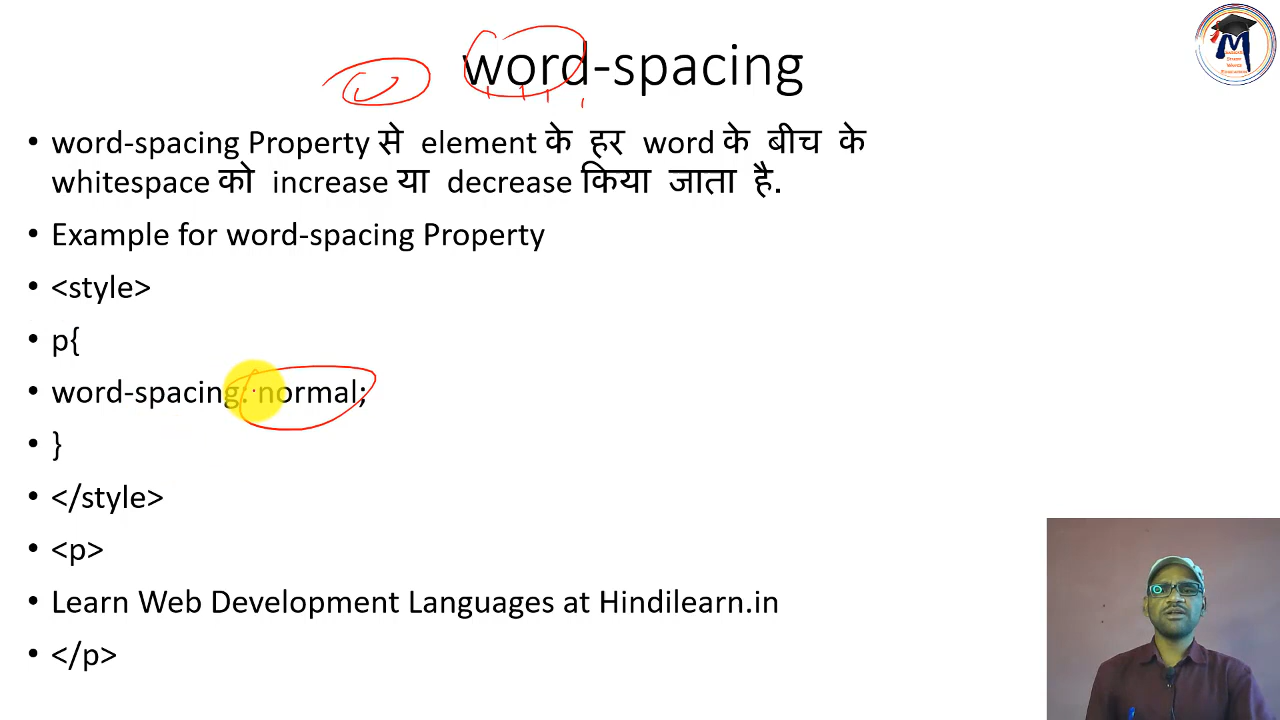 word-spacing
• word-spacing Property से element के हर word के बीच के
whitespace को increase या decrease किया जाता है.
• Example for word-spacing Property
• <style>
• p{
• word-spacing: normal;
• }
• </style>
• <p>
• Learn Web Development Languages at Hindilearn.in
• </p>